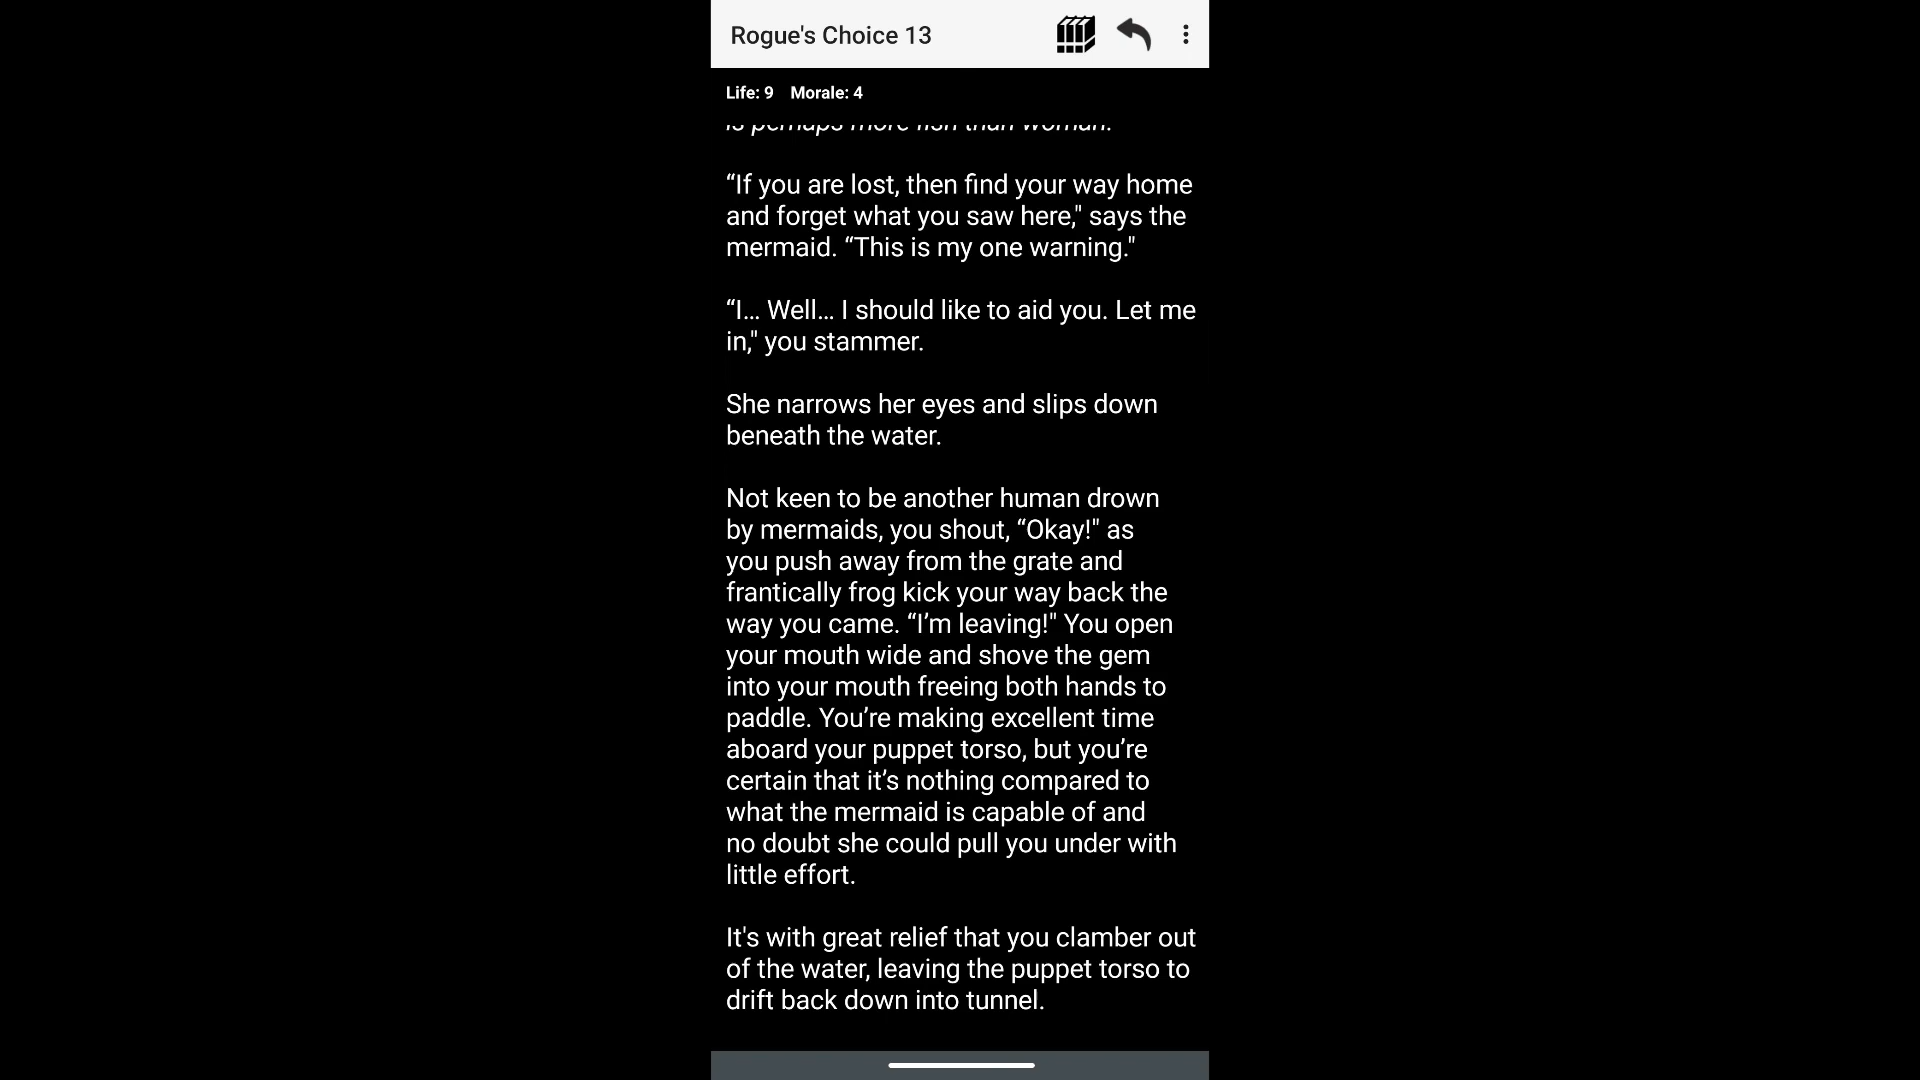 Rogue's Choice 13
Life: 9 Morale: 4
is perhaps more fish than woman.
“If you are lost, then find your way home
and forget what you saw here," says the
mermaid. “This is my one warning."
“I… Well… I should like to aid you. Let me
in," you stammer.
She narrows her eyes and slips down
beneath the water.
Not keen to be another human drown
by mermaids, you shout, “Okay!" as
you push away from the grate and
frantically frog kick your way back the
way you came. “I’m leaving!" You open
your mouth wide and shove the gem
into your mouth freeing both hands to
paddle. You’re making excellent time
aboard your puppet torso, but you’re
certain that it’s nothing compared to
what the mermaid is capable of and
no doubt she could pull you under with
little effort.
It's with great relief that you clamber out
of the water, leaving the puppet torso to
drift back down into tunnel.